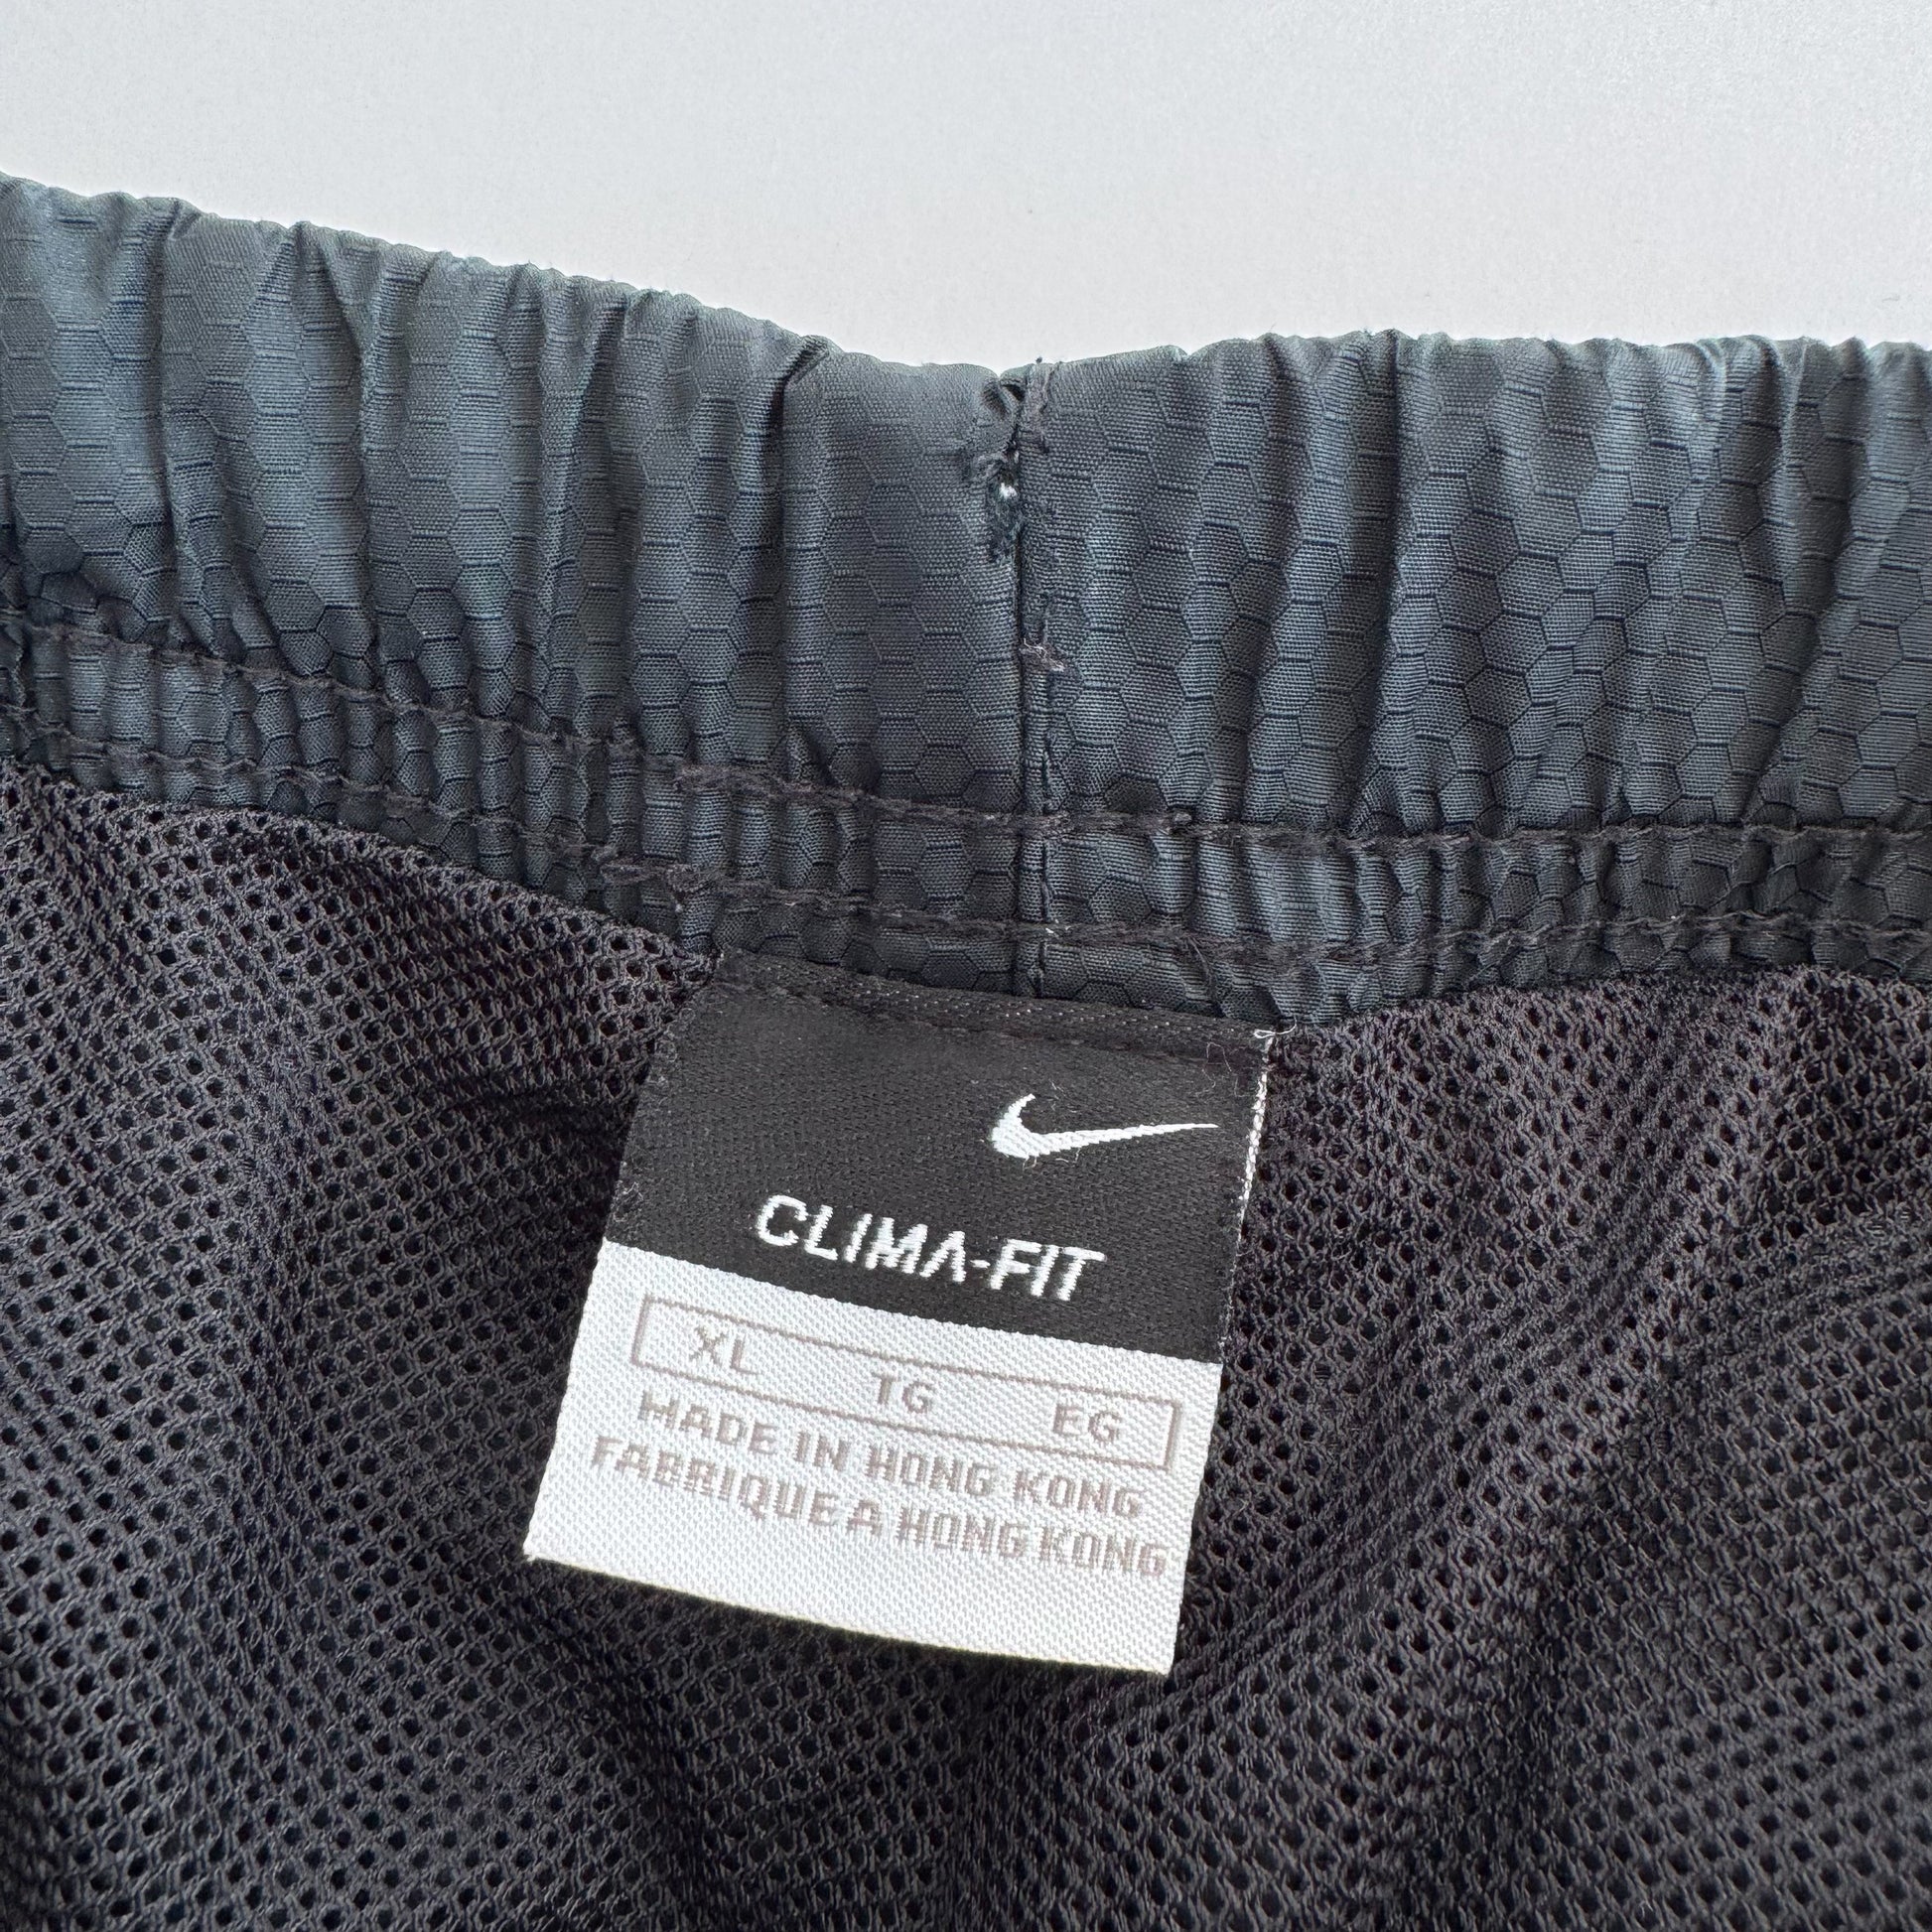 CLIMA-FIT
XL TG EG
MADE IN HONG KONG
FABRIQUE A HONG KONG